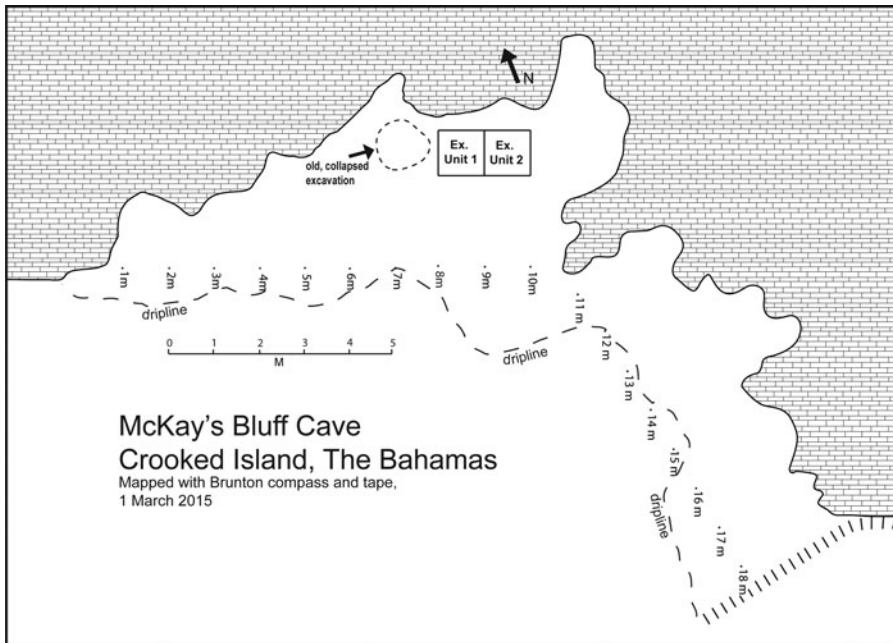 N
Ex.
Unit 1
Ex.
Unit 2
old, collapsed
excavation
.1m
.2m
.3m
.4m
.5m
.6m
.7m
.8m
.9m
.10m
.11 m
.12 m
.13 m
.14 m
.15 m
.16 m
.17 m
.18 m
dripline
dripline
dripline
0 1 2 3 4 5
M
McKay's Bluff Cave
Crooked Island, The Bahamas
Mapped with Brunton compass and tape,
1 March 2015